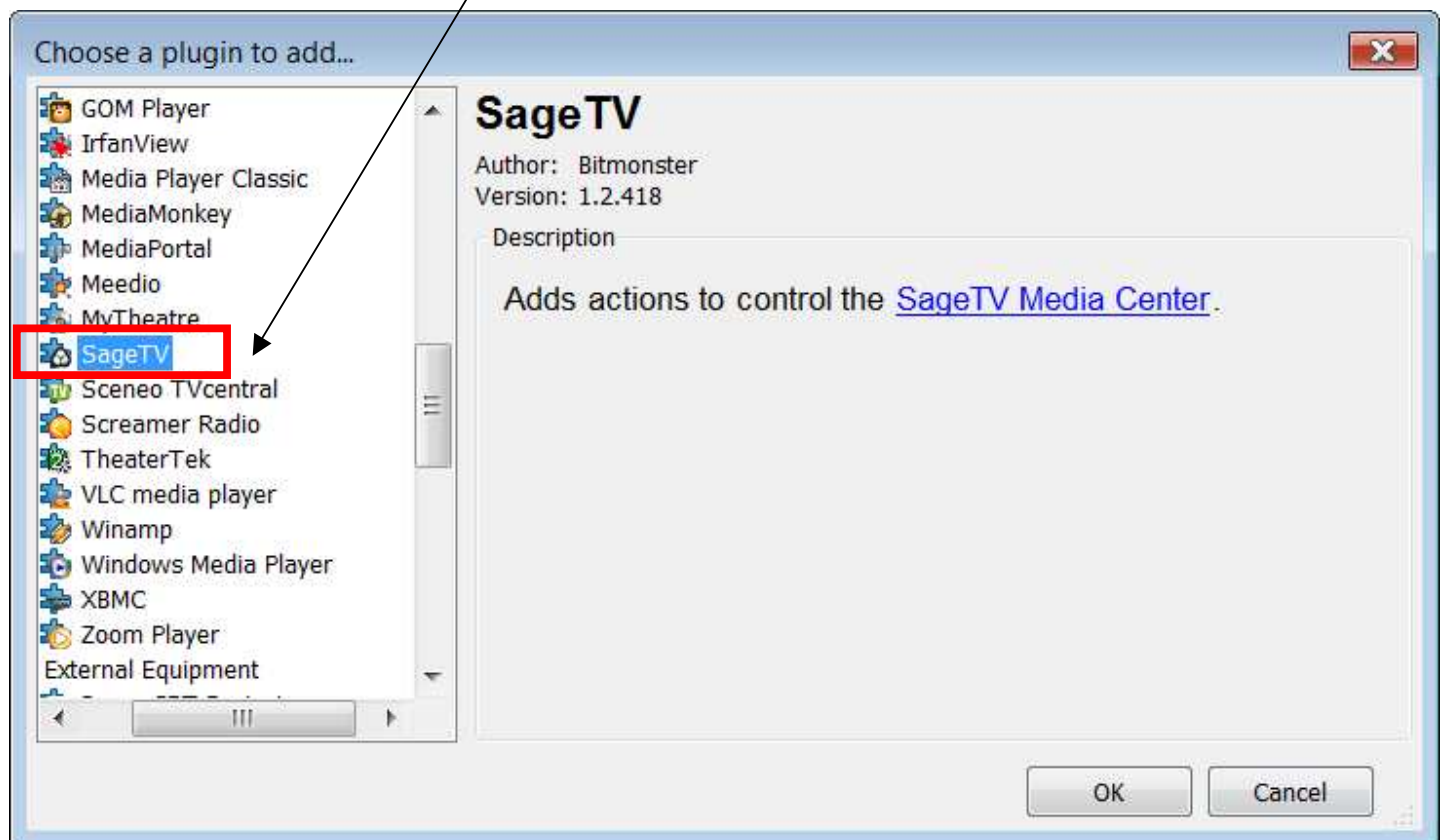 Choose a plugin to add...
GOM Player
IrfanView
Media Player Classic
MediaMonkey
MediaPortal
Meedio
MyTheatre
SageTV
Sceneo TVcentral
Screamer Radio
TheaterTek
VLC media player
Winamp
Windows Media Player
XBMC
Zoom Player
External Equipment
SageTV
Author: Bitmonster
Version: 1.2.418
Description
Adds actions to control the SageTV Media Center.
OK
Cancel